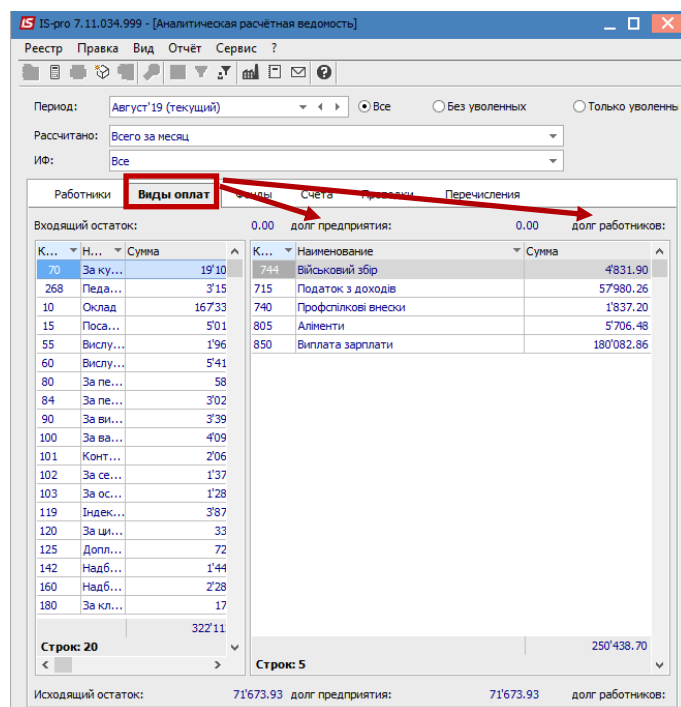 IS-pro 7.11.034.999 - [Аналитическая расчётная ведомость]
Реестр Правка Вид Отчёт Сервис ?
Период: Август'19 (текущий) Все Без уволенных Только уволенны
Рассчитано: Всего за месяц
ИФ: Все
Работники Виды оплат Фонды Счета Проводки Перечисления
Входящий остаток: 0.00 долг предприятия: 0.00 долг работников:
К... Н... Сумма К... Наименование Сумма
70 За ку... 19'10 744 Військовий збір 4'831.90
268 Педа... 3'15 715 Податок з доходів 57'980.26
10 Оклад 167'33 740 Профспілкові внески 1'837.20
15 Поса... 5'01 805 Аліменти 5'706.48
55 Вислу... 1'96 850 Виплата зарплати 180'082.86
60 Вислу... 5'41
80 За пе... 58
84 За пе... 3'02
90 За ви... 3'39
100 За ва... 4'09
101 Конт... 2'06
102 За се... 1'37
103 За ос... 1'28
119 Індек... 3'87
120 За ци... 33
125 Допл... 72
142 Надб... 1'44
160 Надб... 2'28
180 За кл... 17
322'11
250'438.70
Строк: 20
Строк: 5
Исходящий остаток: 71'673.93 долг предприятия: 71'673.93 долг работников: